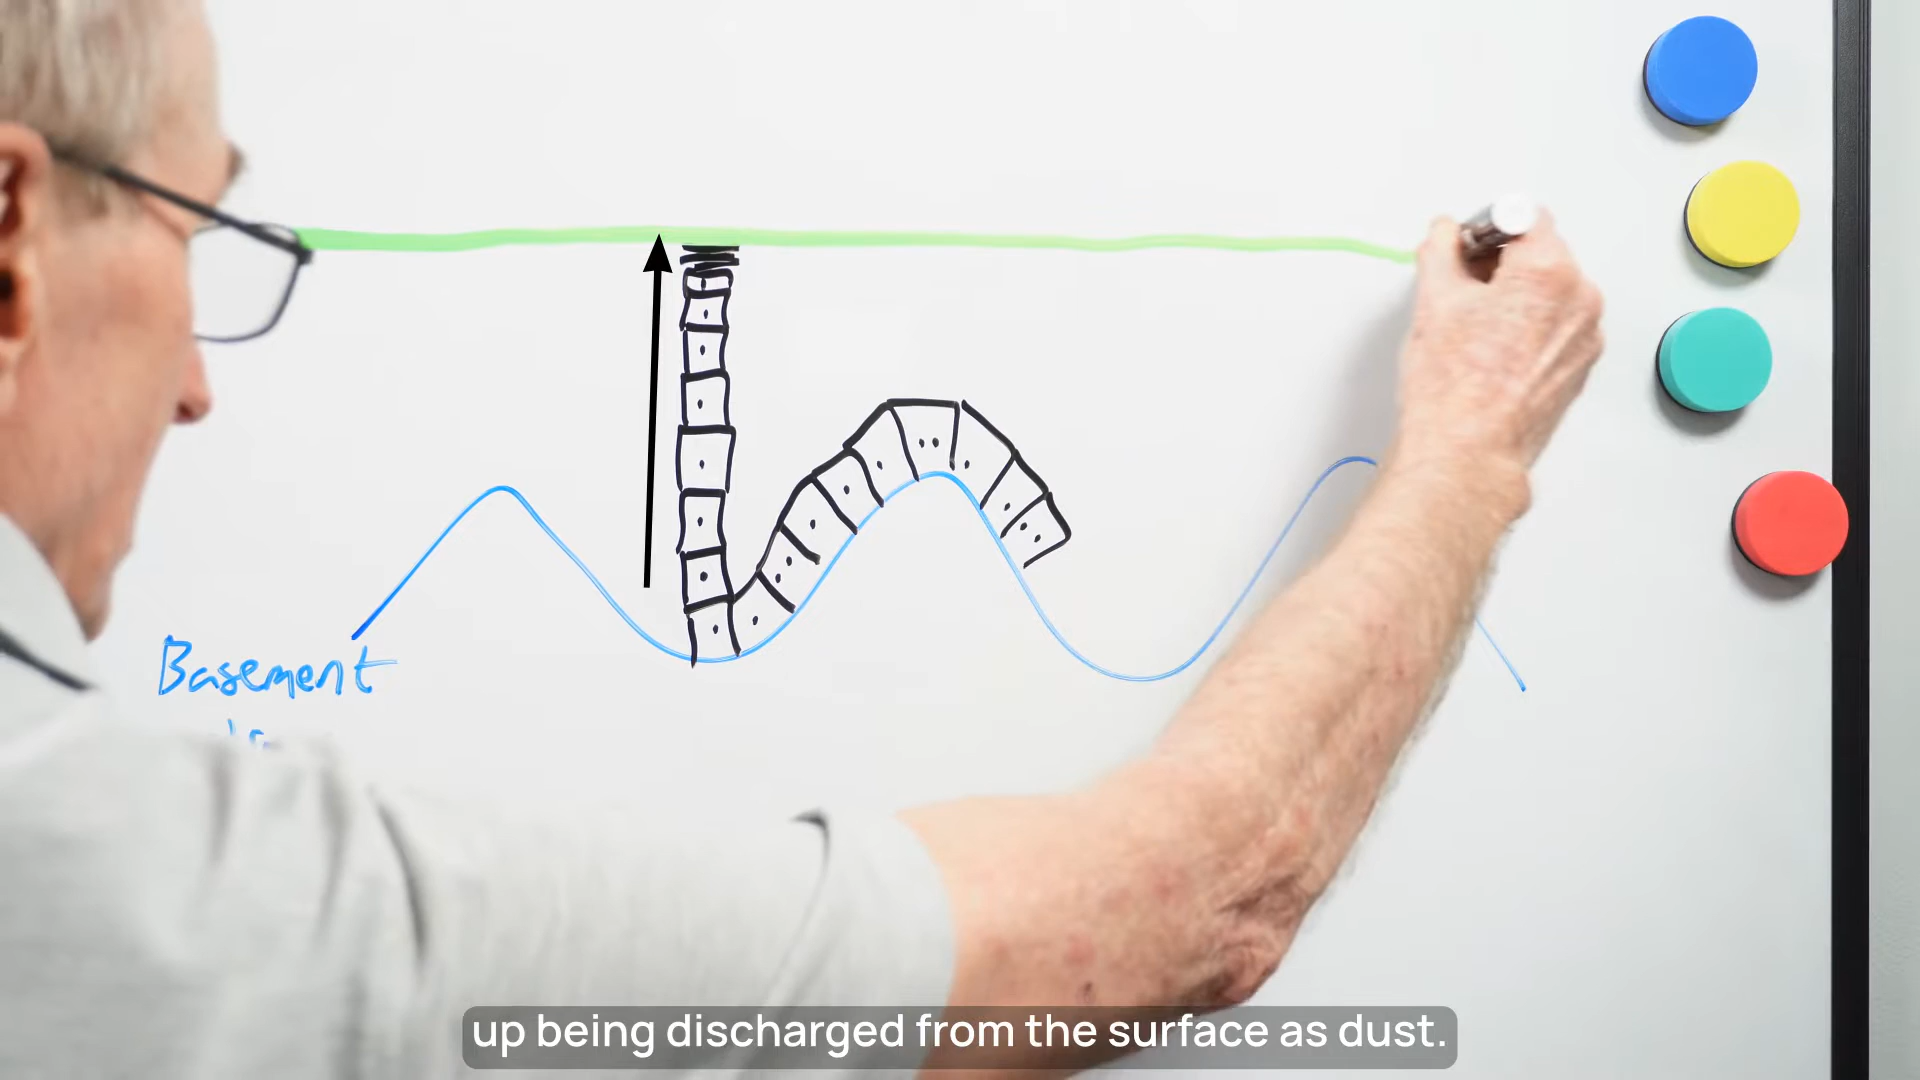 Basement
up being discharged from the surface as dust.